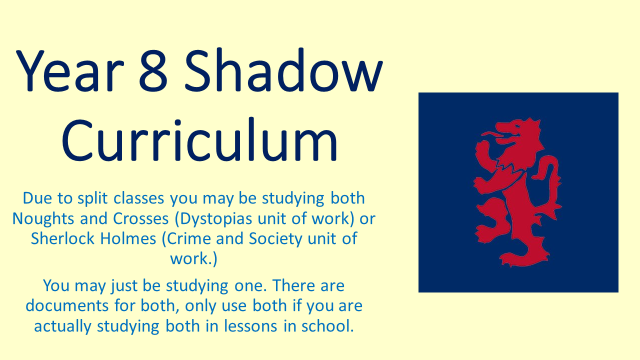 Year 8 Shadow
Curriculum
Due to split classes you may be studying both
Noughts and Crosses (Dystopias unit of work) or
Sherlock Holmes (Crime and Society unit of
work.)
You may just be studying one. There are
documents for both, only use both if you are
actually studying both in lessons in school.